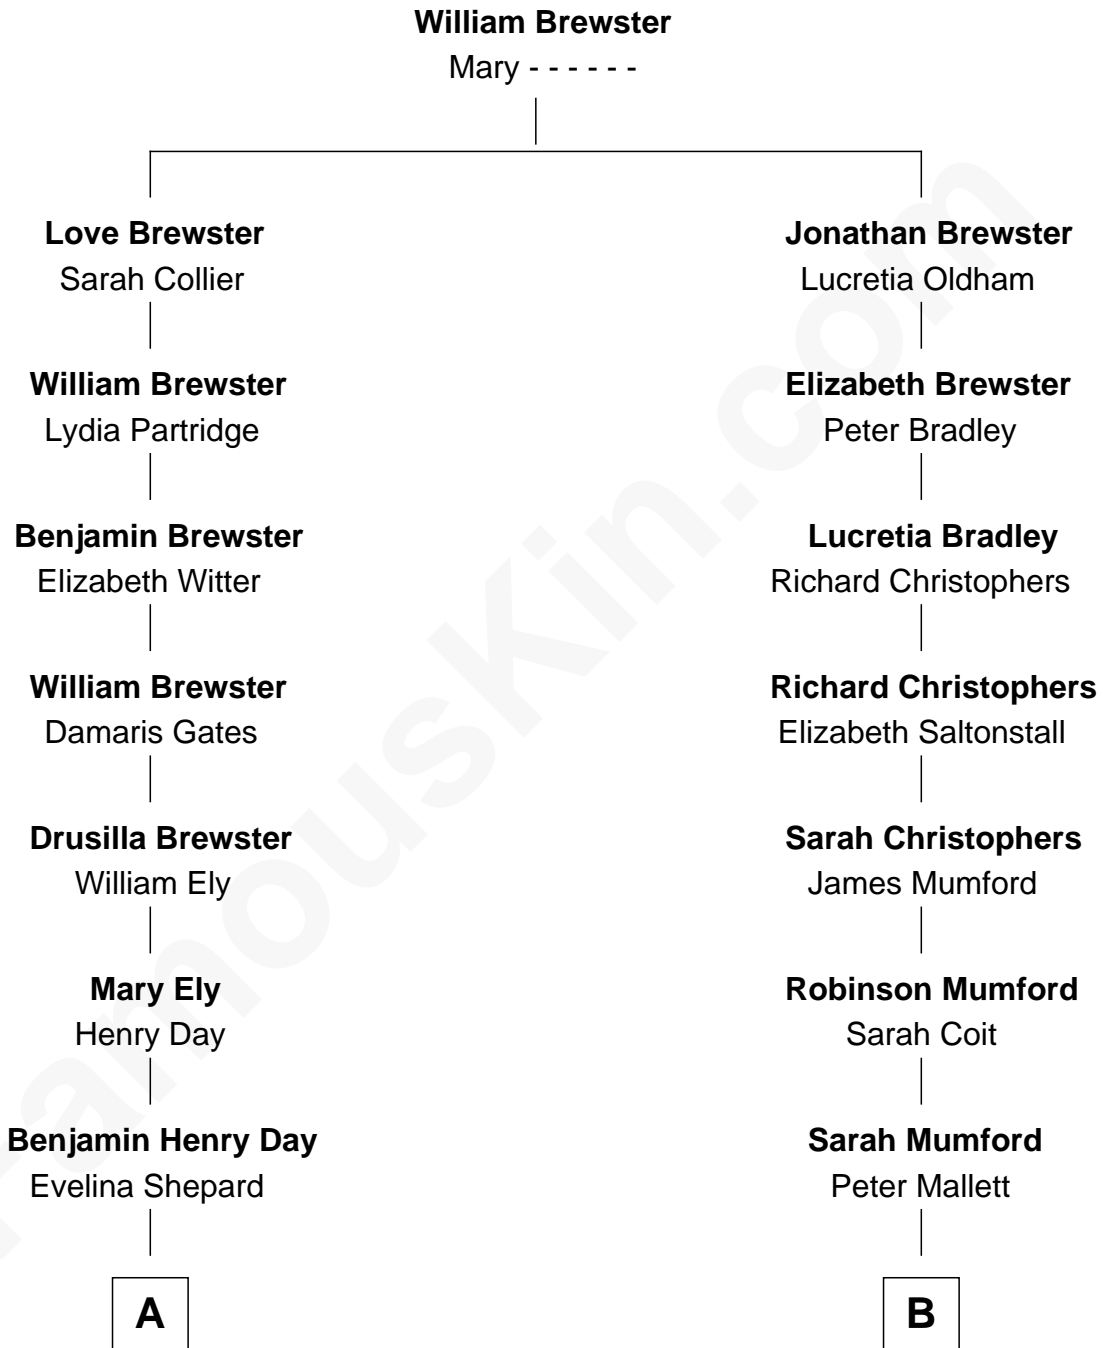 William Brewster
Mary - - - - - -
Love Brewster
Sarah Collier
Jonathan Brewster
Lucretia Oldham
William Brewster
Lydia Partridge
Elizabeth Brewster
Peter Bradley
Benjamin Brewster
Elizabeth Witter
Lucretia Bradley
Richard Christophers
William Brewster
Damaris Gates
Richard Christophers
Elizabeth Saltonstall
Drusilla Brewster
William Ely
Sarah Christophers
James Mumford
Mary Ely
Henry Day
Robinson Mumford
Sarah Coit
Benjamin Henry Day
Evelina Shepard
Sarah Mumford
Peter Mallett
A
B
FamousKin.com